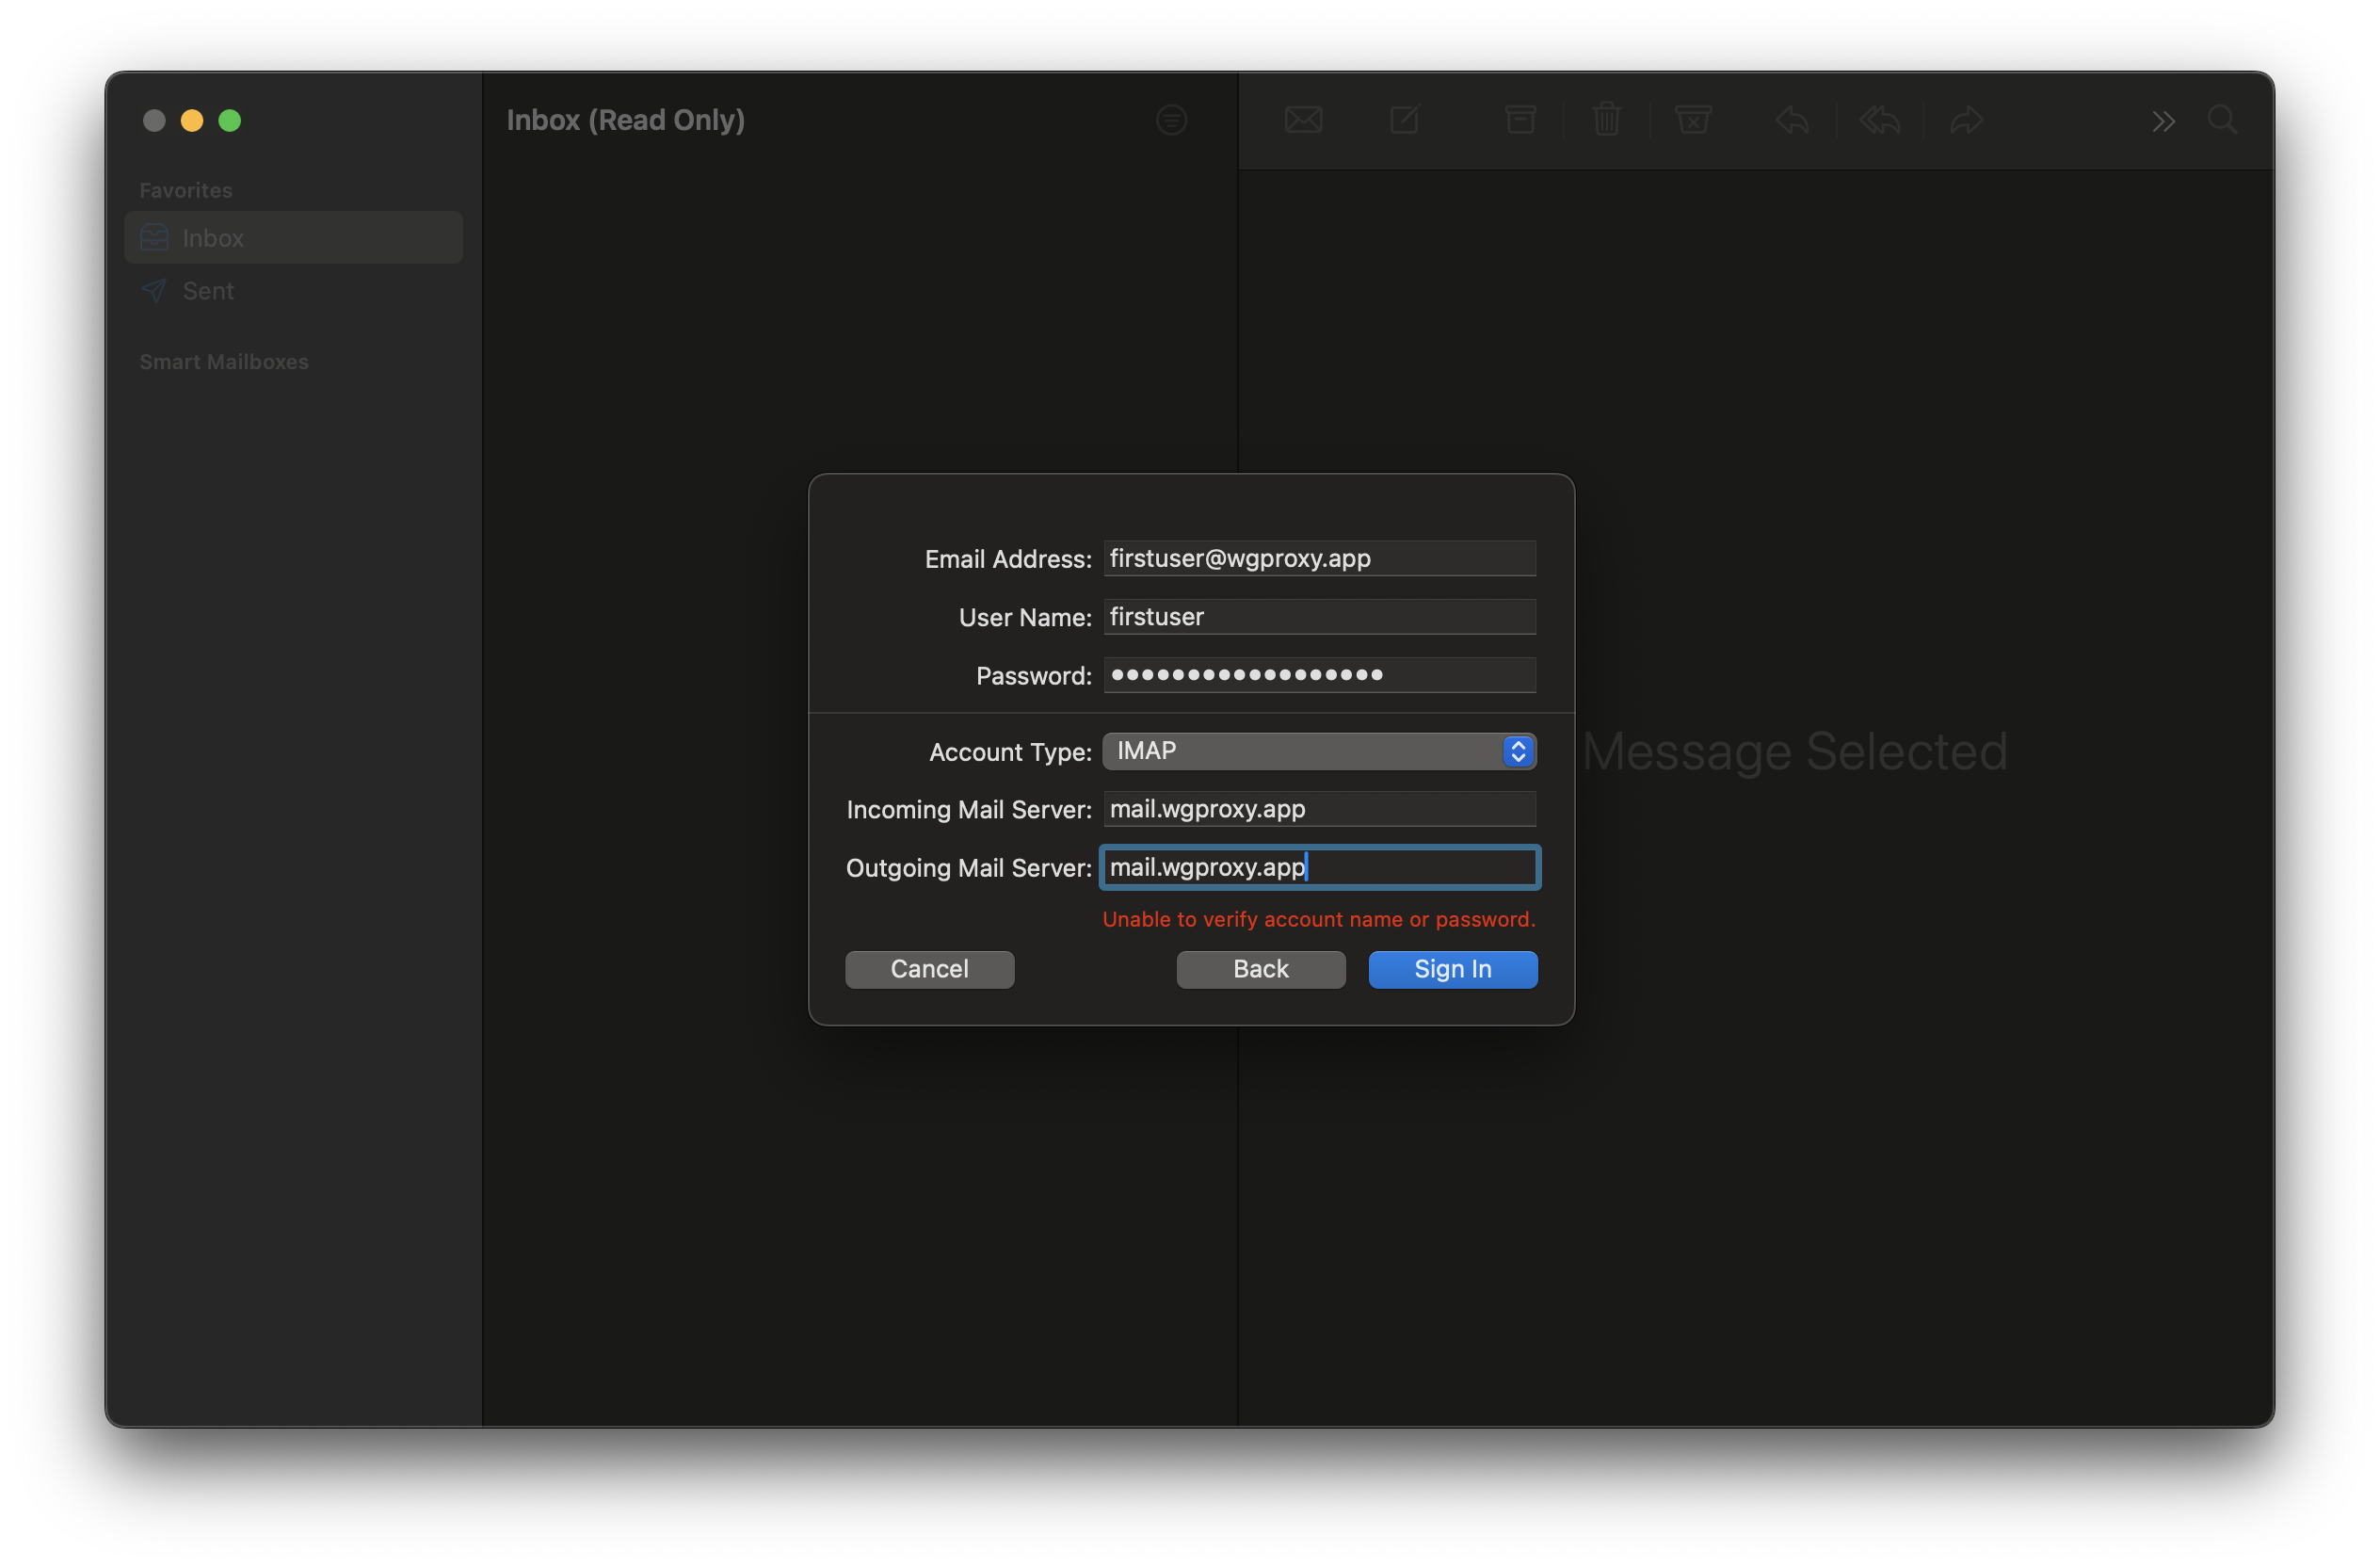 Inbox (Read Only)
Favorites
Inbox
Sent
Smart Mailboxes
Message Selected
Email Address: firstuser@wgproxy.app
User Name: firstuser
Password: ••••••••••••••••••
Account Type: IMAP
Incoming Mail Server: mail.wgproxy.app
Outgoing Mail Server: mail.wgproxy.app
Unable to verify account name or password.
Cancel Back Sign In